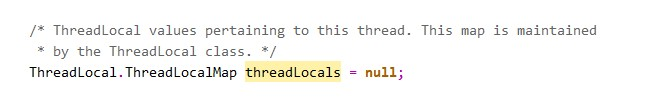 /* ThreadLocal values pertaining to this thread. This map is maintained
* by the ThreadLocal class. */
ThreadLocal.ThreadLocalMap threadLocals = null;